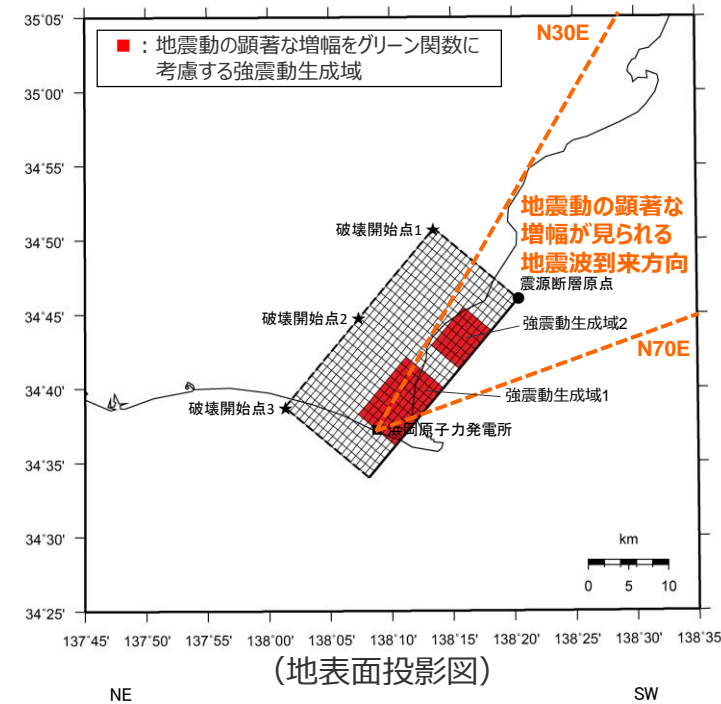 35°05'
■：地震動の顕著な増幅をグリーン関数に
考慮する強震動生成域
N30E
35°00'
34°55'
地震動の顕著な
増幅が見られる
地震波到来方向
34°50'
破壊開始点1
震源断層原点
34°45'
破壊開始点2
強震動生成域2
N70E
34°40'
強震動生成域1
破壊開始点3
浜岡原子力発電所
34°35'
34°30'
km
0 5 10
34°25'
137°45' 137°50' 137°55' 138°00' 138°05' 138°10' 138°15' 138°20' 138°25' 138°30' 138°35'
（地表面投影図）
NE SW